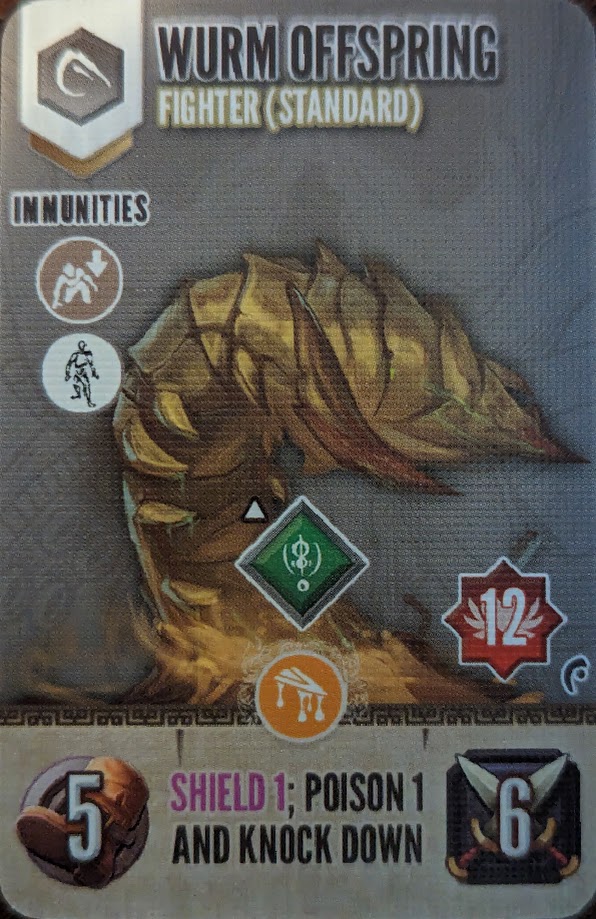 WURM OFFSPRING
FIGHTER (STANDARD)
IMMUNITIES
12
5
SHIELD 1; POISON 1
AND KNOCK DOWN
6